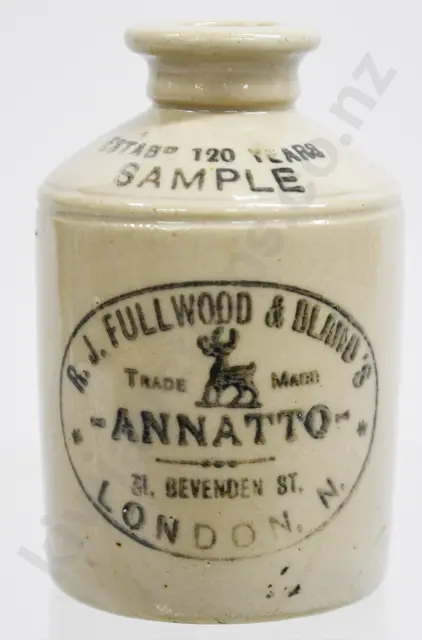 ESTABD 120 YEARS
SAMPLE
R. J. FULLWOOD & BLAND'S
TRADE MARK
-ANNATTO-
31, BEVENDEN ST.
LONDON. N.